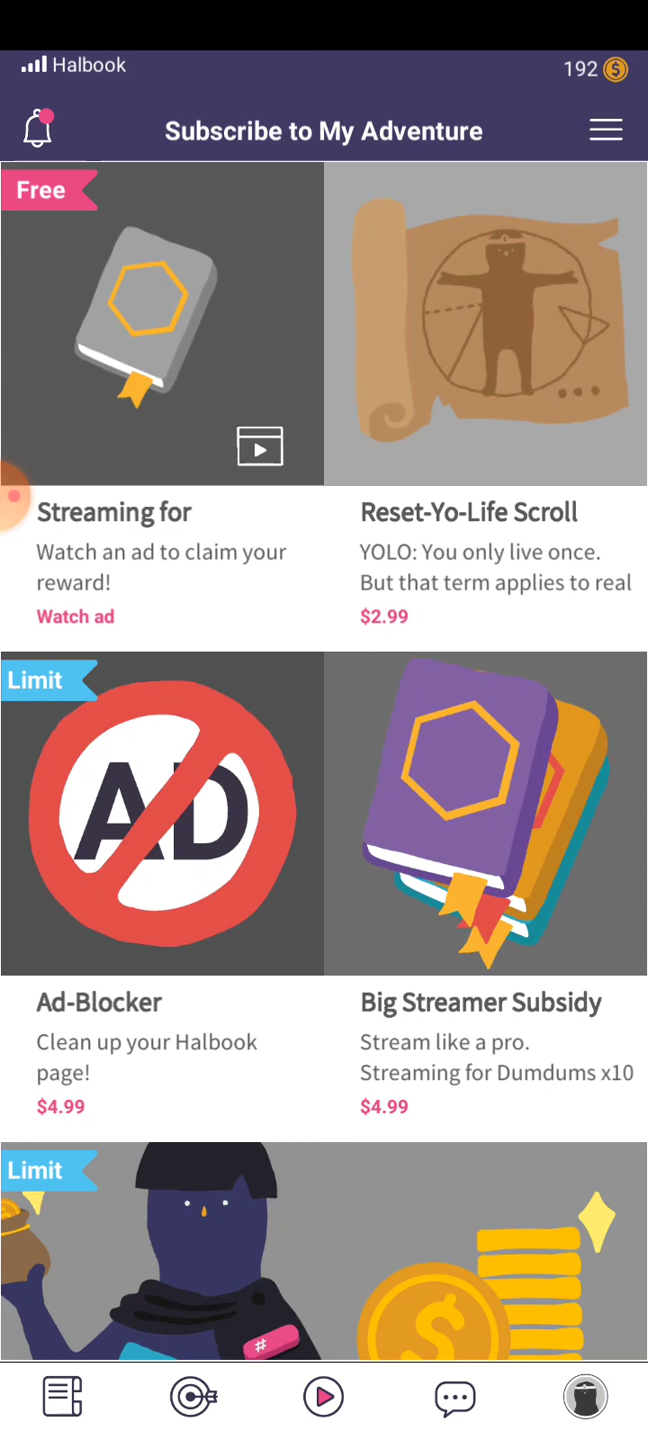 Halbook
192
Subscribe to My Adventure
Free
Streaming for
Watch an ad to claim your
reward!
Watch ad
Reset-Yo-Life Scroll
YOLO: You only live once.
But that term applies to real
$2.99
Limit
AD
Ad-Blocker
Clean up your Halbook
page!
$4.99
Big Streamer Subsidy
Stream like a pro.
Streaming for Dumdums x10
$4.99
Limit
#
$